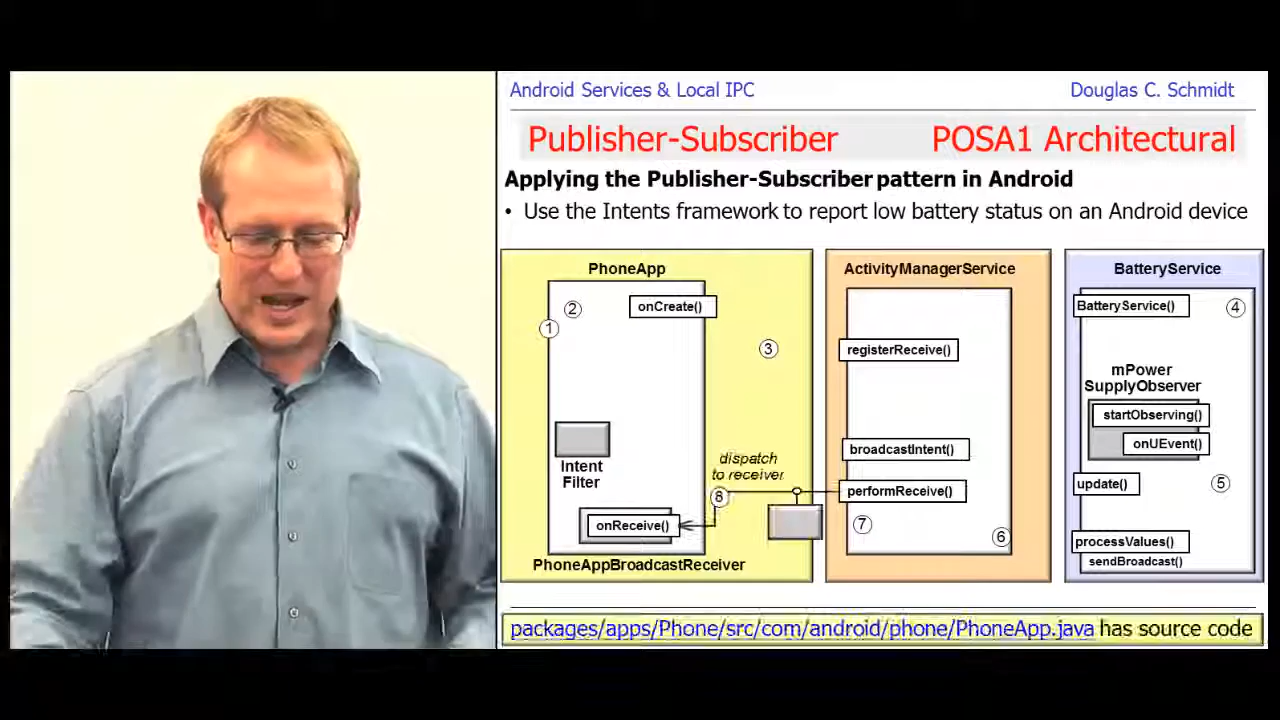 Android Services & Local IPC
Douglas C. Schmidt
Publisher-Subscriber
POSA1 Architectural
Applying the Publisher-Subscriber pattern in Android
• Use the Intents framework to report low battery status on an Android device
PhoneApp
onCreate()
2
1
3
Intent
Filter
dispatch
to receiver
8
onReceive()
PhoneAppBroadcastReceiver
ActivityManagerService
registerReceive()
broadcastIntent()
performReceive()
7
6
BatteryService
BatteryService()
4
mPower
SupplyObserver
startObserving()
onUEvent()
update()
5
processValues()
sendBroadcast()
packages/apps/Phone/src/com/android/phone/PhoneApp.java has source code